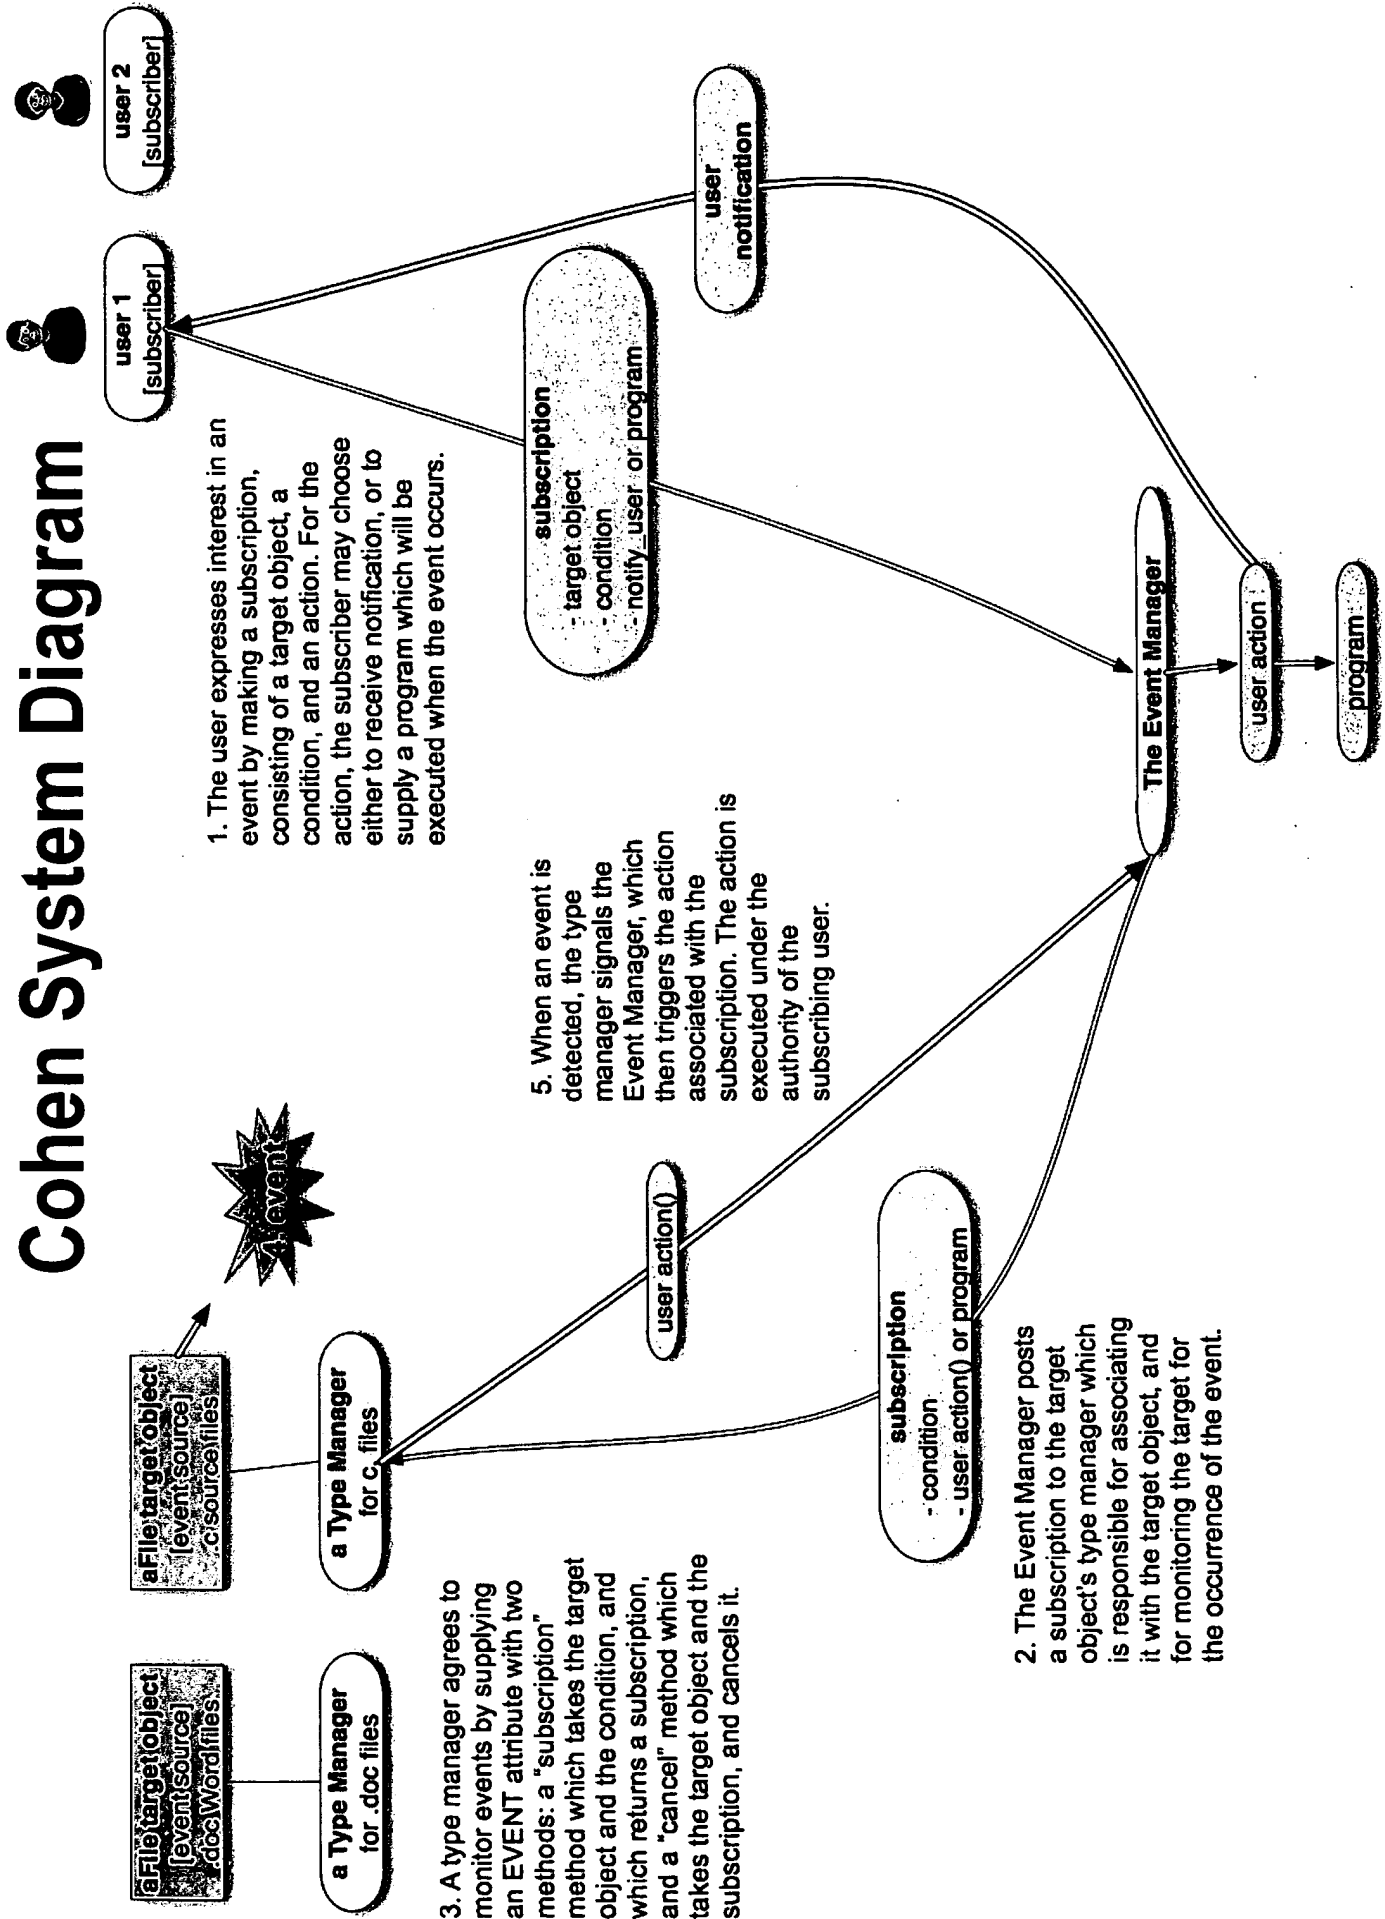 Cohen System Diagram
aFile target object
[event source]
.doc Word files
a Type Manager
for .doc files
aFile target object
[event source]
.c source files
a Type Manager
for c. files
4. event
user 1
[subscriber]
user 2
[subscriber]
1. The user expresses interest in an
event by making a subscription,
consisting of a target object, a
condition, and an action. For the
action, the subscriber may choose
either to receive notification, or to
supply a program which will be
executed when the event occurs.
3. A type manager agrees to
monitor events by supplying
an EVENT attribute with two
methods: a "subscription"
method which takes the target
object and the condition, and
which returns a subscription,
and a "cancel" method which
takes the target object and the
subscription, and cancels it.
5. When an event is
detected, the type
manager signals the
Event Manager, which
then triggers the action
associated with the
subscription. The action is
executed under the
authority of the
subscribing user.
subscription
- target object
- condition
- notify_user or program
user action()
user
notification
subscription
- condition
- user action() or program
2. The Event Manager posts
a subscription to the target
object's type manager which
is responsible for associating
it with the target object, and
for monitoring the target for
the occurrence of the event.
The Event Manager
user action
program